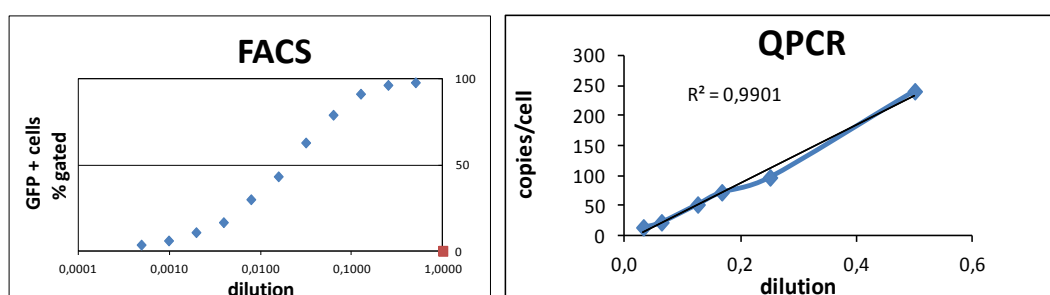 FACS
GFP + cells
% gated
100
50
0
0,0001
0,0010
0,0100
0,1000
1,0000
dilution
QPCR
copies/cell
300
250
200
150
100
50
0
R² = 0,9901
0,0
0,2
0,4
0,6
dilution